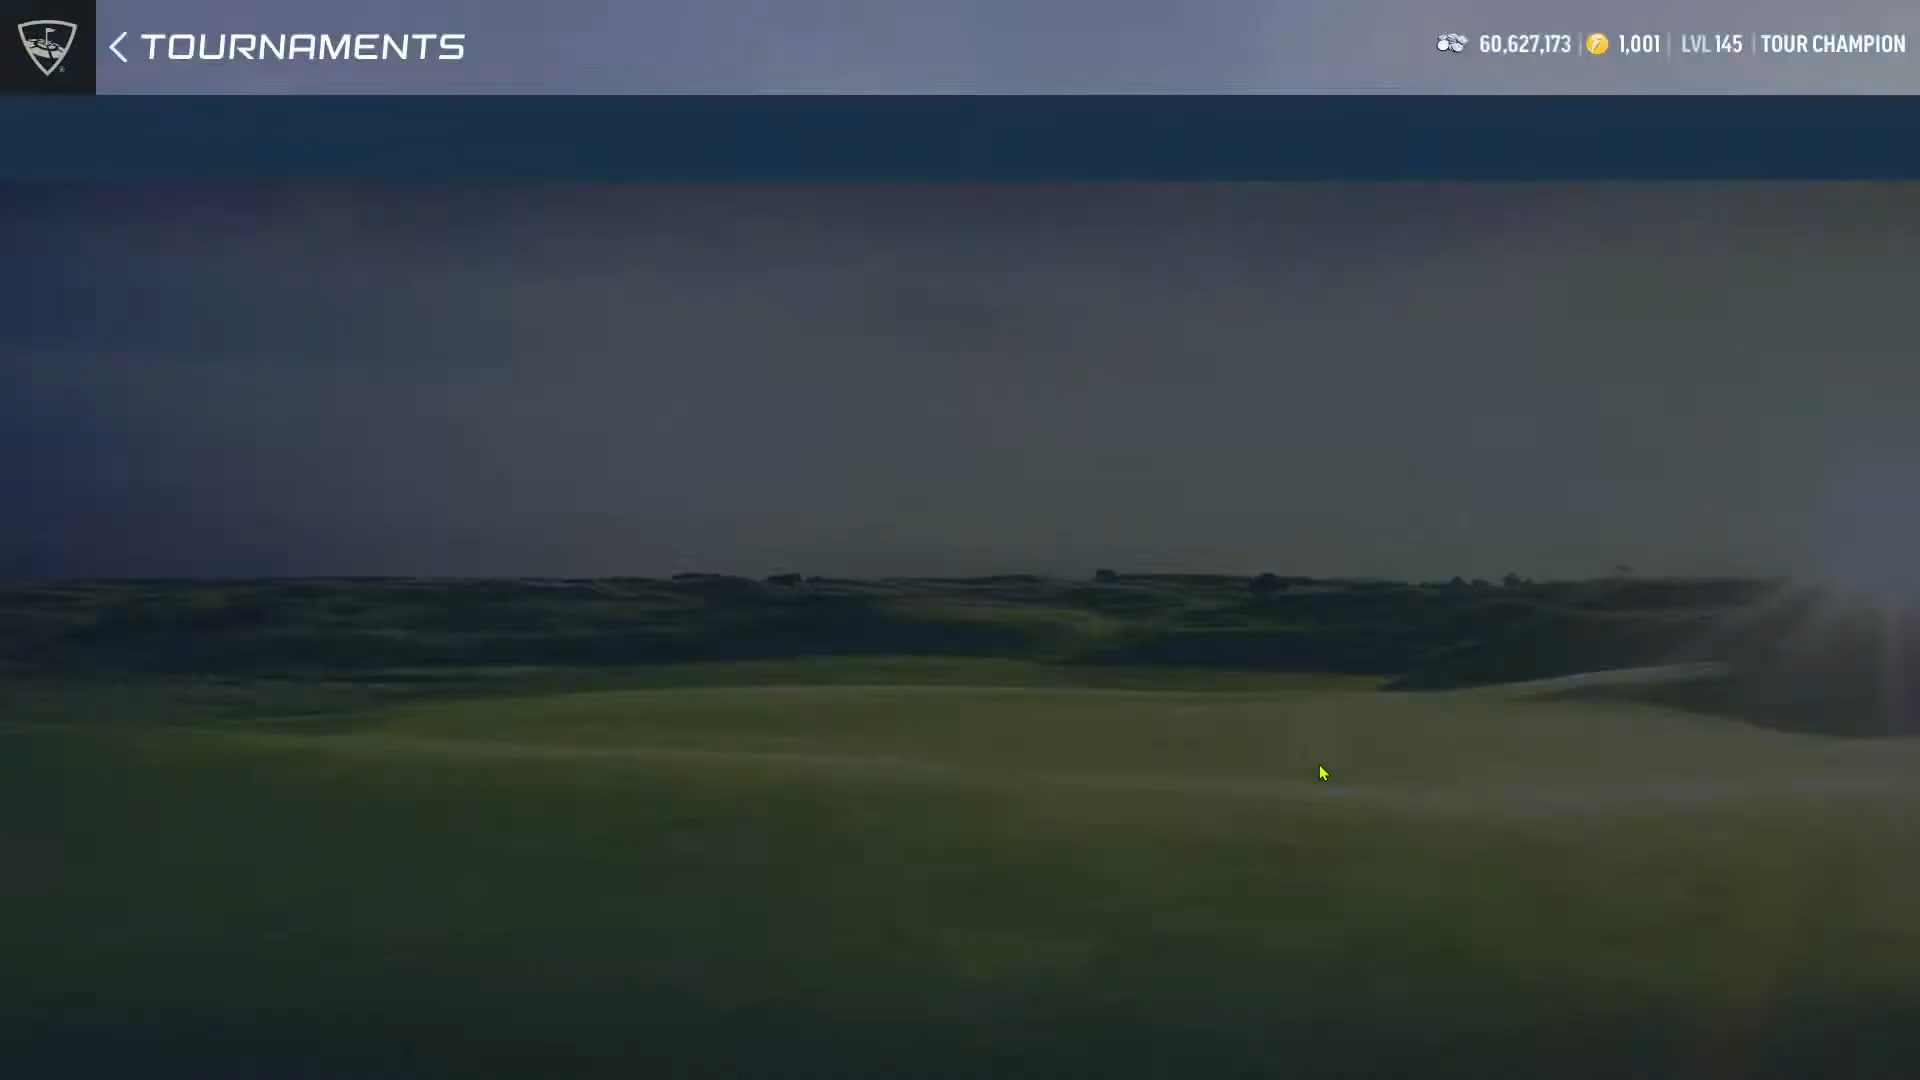 TOURNAMENTS
60,627,173 | 1,001 | LVL 145 | TOUR CHAMPION